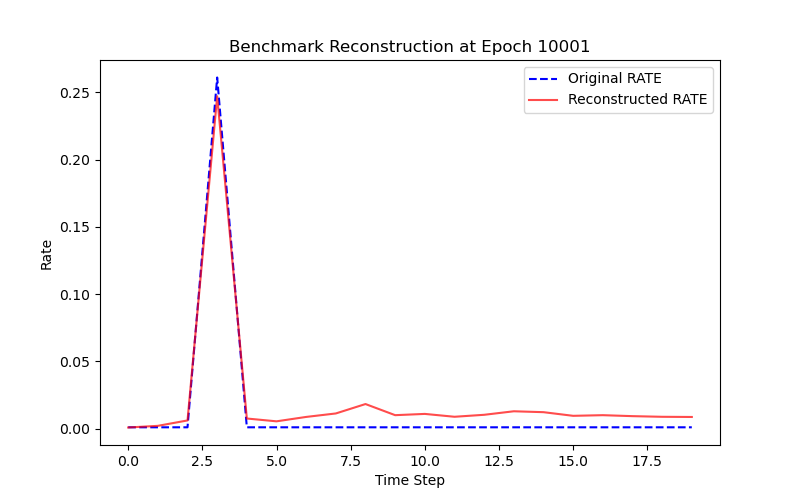 Benchmark Reconstruction at Epoch 10001
Original RATE
Reconstructed RATE
0.25
0.20
0.15
0.10
0.05
0.00
Rate
0.0 2.5 5.0 7.5 10.0 12.5 15.0 17.5
Time Step